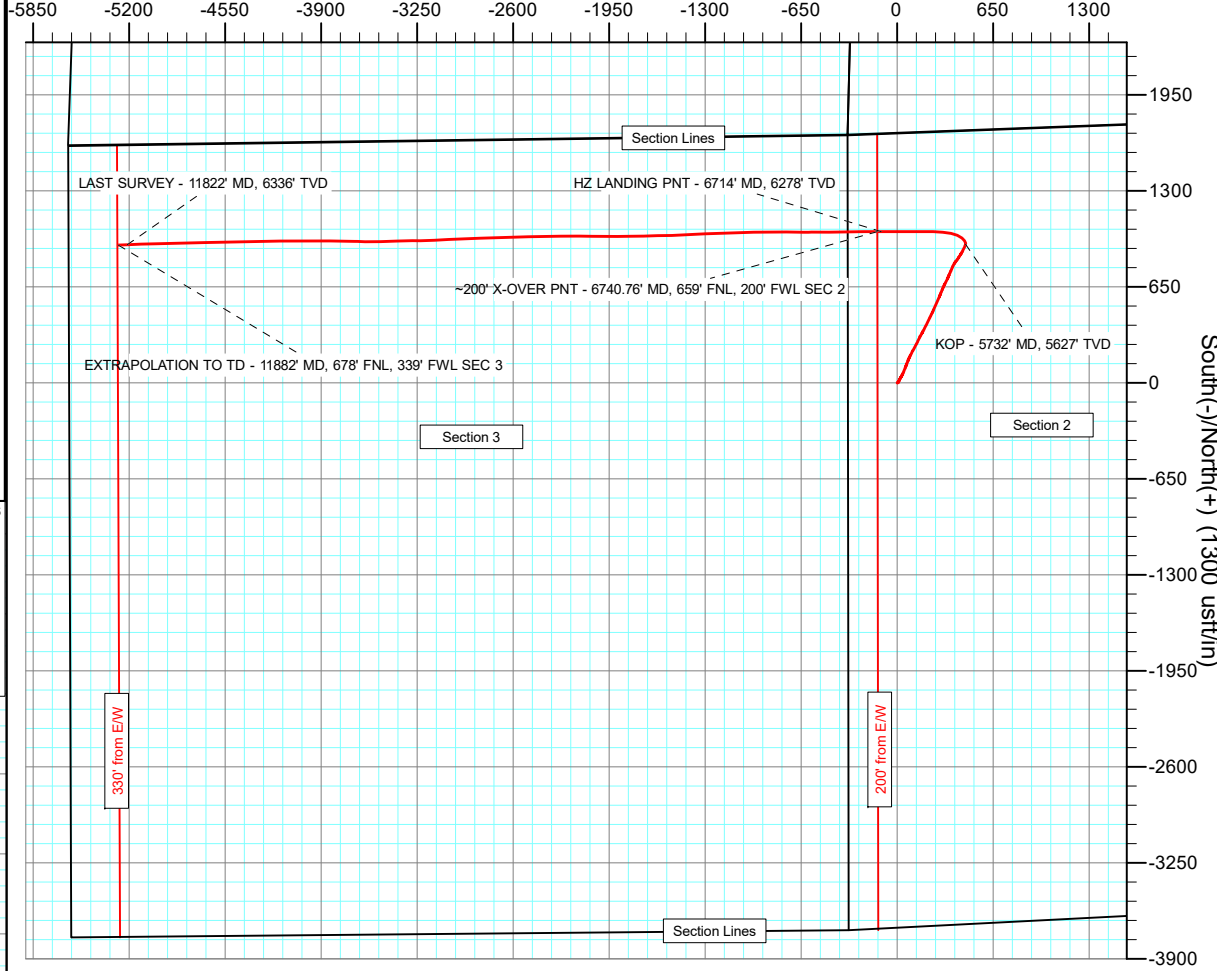 -5850 -5200 -4550 -3900 -3250 -2600 -1950 -1300 -650 0 650 1300
1950
Section Lines
LAST SURVEY - 11822' MD, 6336' TVD
HZ LANDING PNT - 6714' MD, 6278' TVD
1300
~200' X-OVER PNT - 6740.76' MD, 659' FNL, 200' FWL SEC 2
650
KOP - 5732' MD, 5627' TVD
EXTRAPOLATION TO TD - 11882' MD, 678' FNL, 339' FWL SEC 3
0
Section 3
Section 2
South(-)/North(+) (1300 usft/in)
-650
-1300
-1950
330' from E/W
200' from E/W
-2600
-3250
Section Lines
-3900